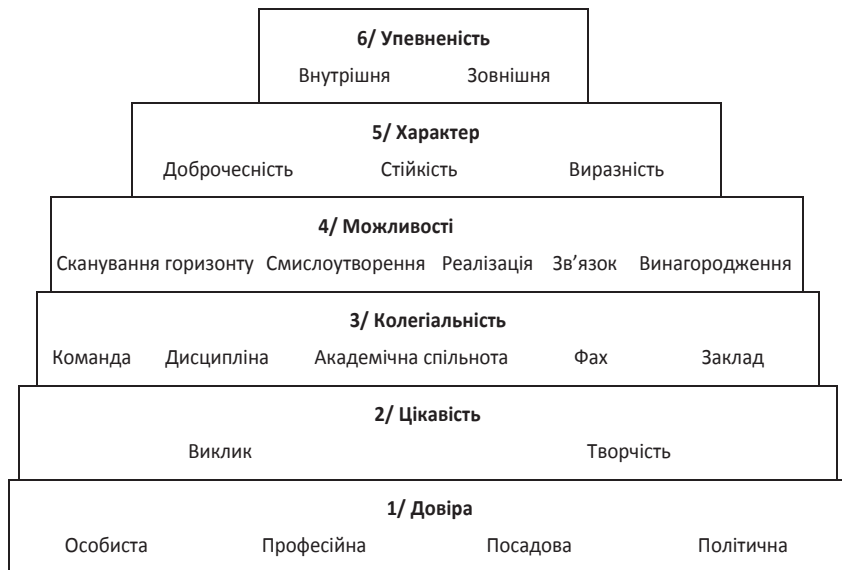 6/ Упевненість
Внутрішня Зовнішня
5/ Характер
Доброчесність Стійкість Виразність
4/ Можливості
Сканування горизонту Смислоутворення Реалізація Зв’язок Винагородження
3/ Колегіальність
Команда Дисципліна Академічна спільнота Фах Заклад
2/ Цікавість
Виклик Творчість
1/ Довіра
Особиста Професійна Посадова Політична